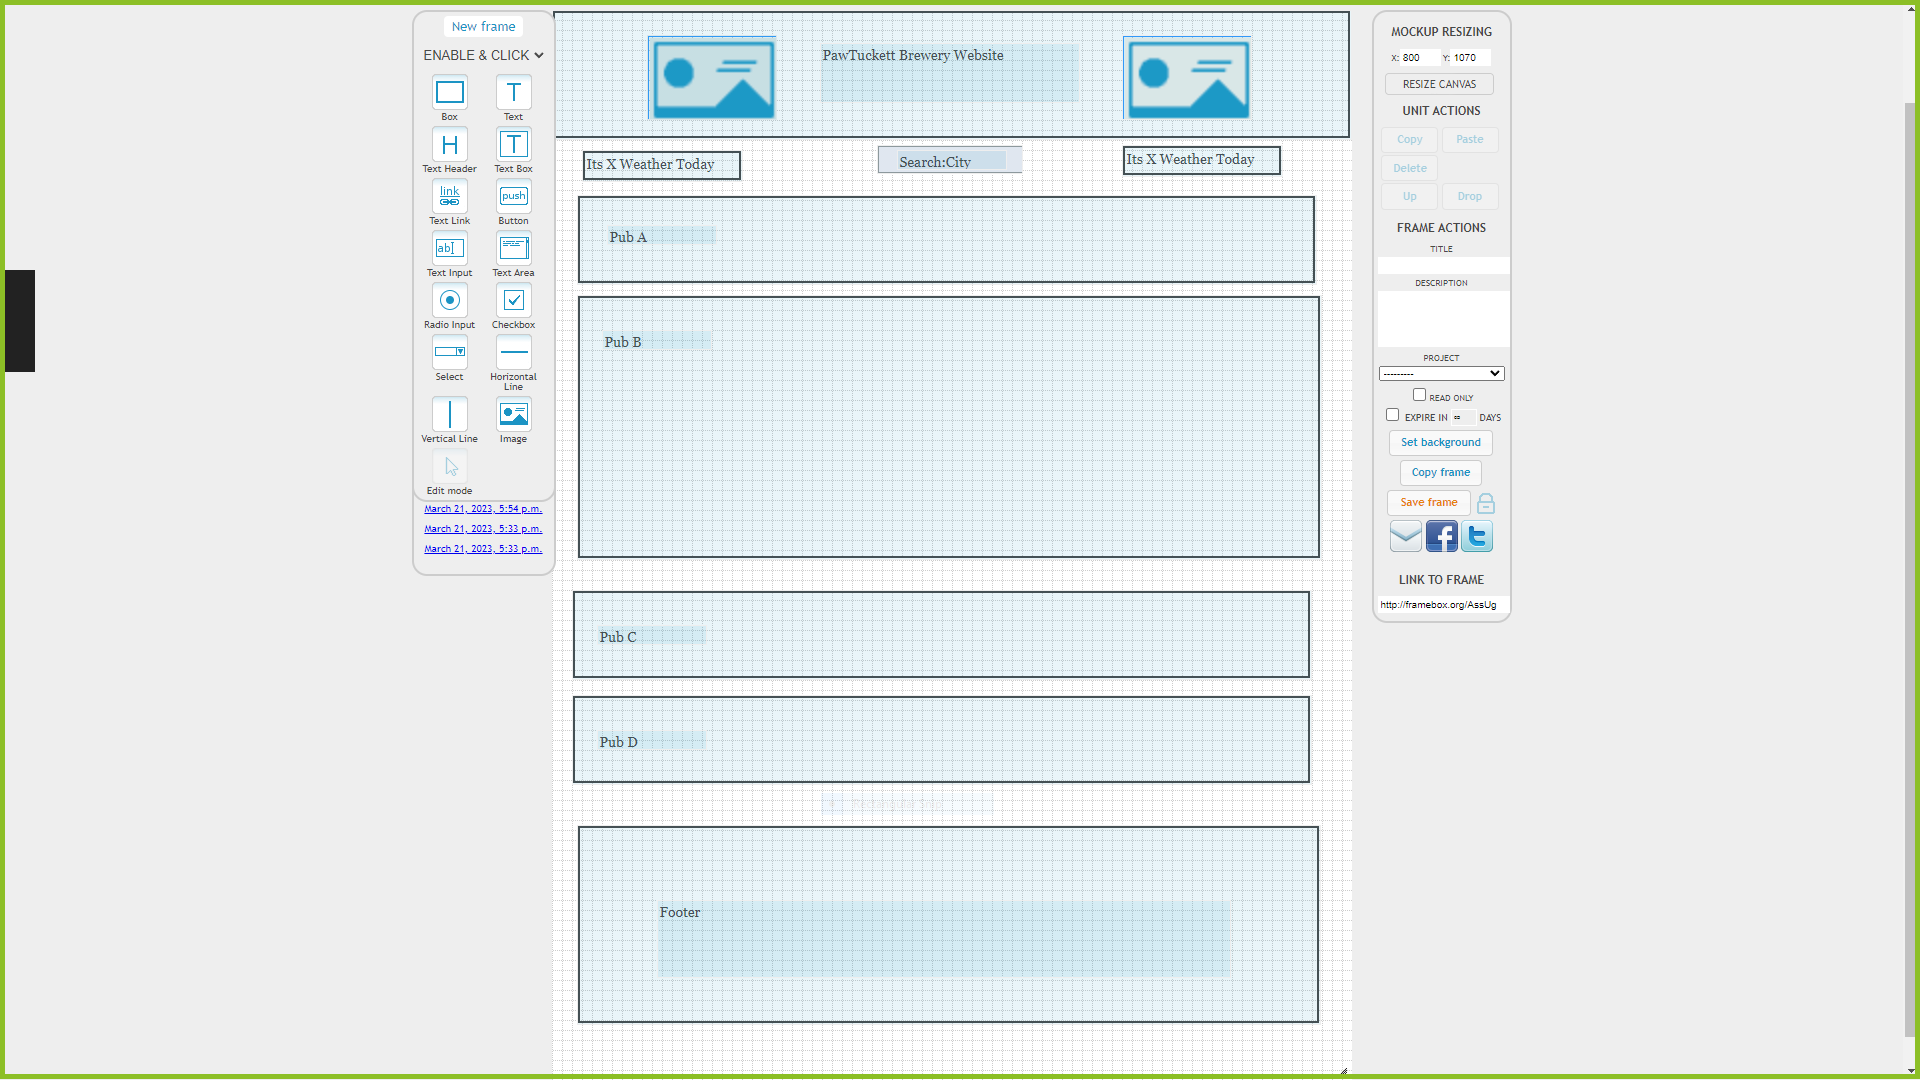 New frame
ENABLE & CLICK
Box
Text
Text Header
Text Box
link
Text Link
push
Button
ab
Text Input
Text Area
Radio Input
Checkbox
Select
Horizontal
Line
Vertical Line
Image
Edit mode
March 21, 2023, 5:54 p.m.
March 21, 2023, 5:33 p.m.
March 21, 2023, 5:33 p.m.
PawTuckett Brewery Website
Its X Weather Today
Search:City
Its X Weather Today
Pub A
Pub B
Pub C
Pub D
Rectangular Snip
Footer
MOCKUP RESIZING
X: 800 Y: 1070
RESIZE CANVAS
UNIT ACTIONS
Copy Paste
Delete
Up Drop
FRAME ACTIONS
TITLE
DESCRIPTION
PROJECT
---------
READ ONLY
EXPIRE IN ∞ DAYS
Set background
Copy frame
Save frame
LINK TO FRAME
http://framebox.org/AssUg